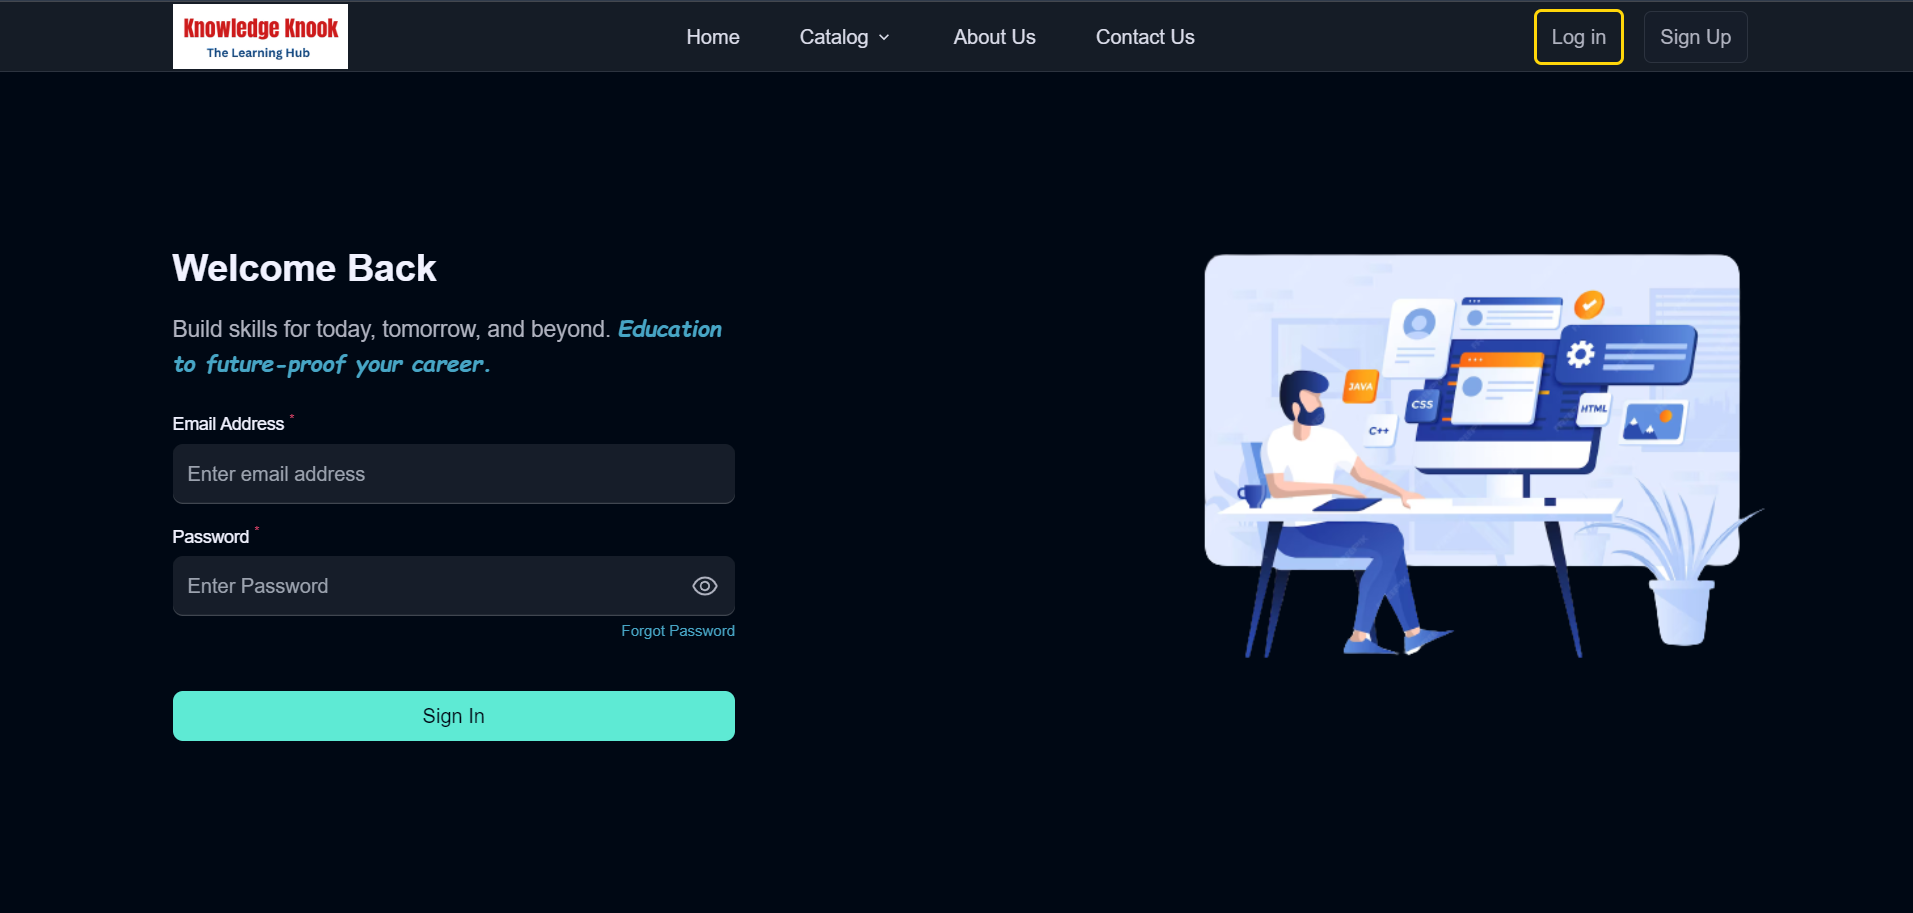 Knowledge Knook
The Learning Hub
Home Catalog About Us Contact Us Log in Sign Up
Welcome Back
Build skills for today, tomorrow, and beyond. Education
to future-proof your career.
Email Address *
Enter email address
Password *
Enter Password
Forgot Password
Sign In
JAVA
CSS
HTML
C++